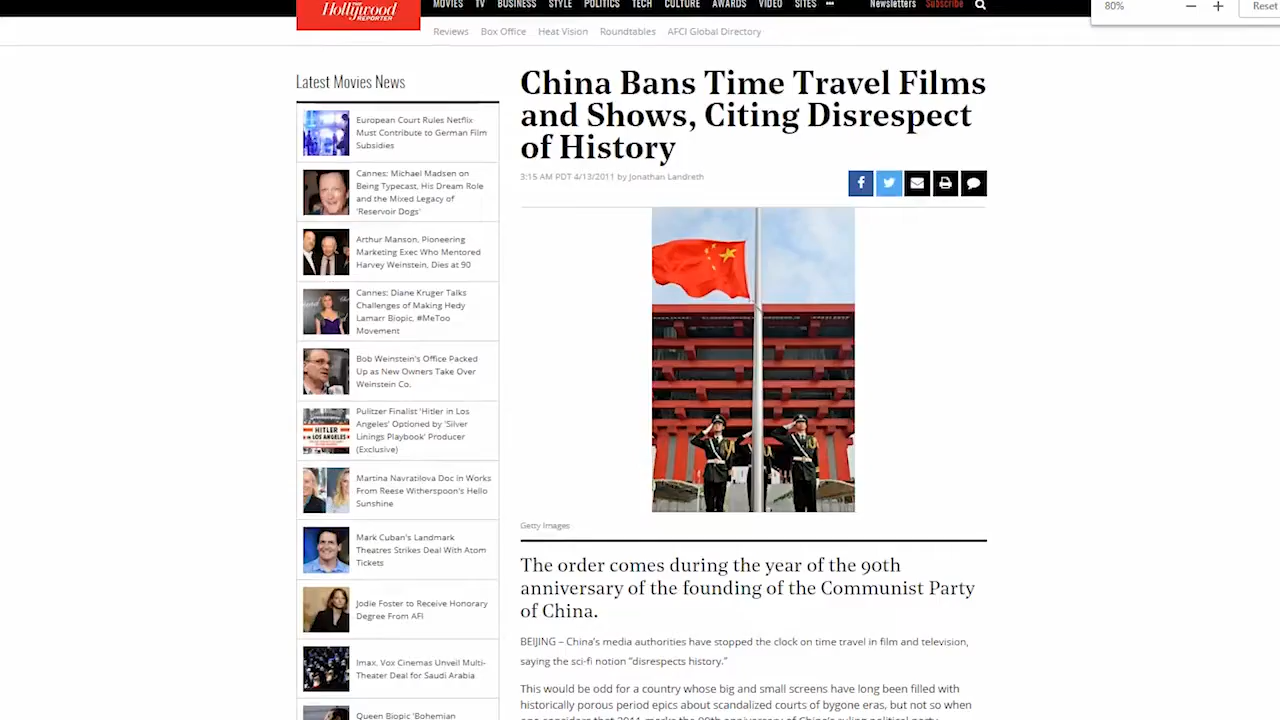 Hollywood
REPORTER
MOVIES TV BUSINESS STYLE POLITICS TECH CULTURE AWARDS VIDEO SITES ···
Newsletters Subscribe
80% − + Reset
Reviews Box Office Heat Vision Roundtables AFCI Global Directory
Latest Movies News
European Court Rules Netflix
Must Contribute to German Film
Subsidies
Cannes: Michael Madsen on
Being Typecast, His Dream Role
and the Mixed Legacy of
'Reservoir Dogs'
Arthur Manson, Pioneering
Marketing Exec Who Mentored
Harvey Weinstein, Dies at 90
Cannes: Diane Kruger Talks
Challenges of Making Hedy
Lamarr Biopic, #MeToo
Movement
Bob Weinstein's Office Packed
Up as New Owners Take Over
Weinstein Co.
HITLER
IN LOS ANGELES
Pulitzer Finalist 'Hitler in Los
Angeles' Optioned by 'Silver
Linings Playbook' Producer
(Exclusive)
Martina Navratilova Doc in Works
From Reese Witherspoon's Hello
Sunshine
Mark Cuban's Landmark
Theatres Strikes Deal With Atom
Tickets
Jodie Foster to Receive Honorary
Degree From AFI
Imax, Vox Cinemas Unveil Multi-
Theater Deal for Saudi Arabia
Queen Biopic 'Bohemian
China Bans Time Travel Films
and Shows, Citing Disrespect
of History
3:15 AM PDT 4/13/2011 by Jonathan Landreth
Getty Images
The order comes during the year of the 90th
anniversary of the founding of the Communist Party
of China.
BEIJING – China's media authorities have stopped the clock on time travel in film and television,
saying the sci-fi notion "disrespects history."
This would be odd for a country whose big and small screens have long been filled with
historically porous period epics about scandalized courts of bygone eras, but not so when
one considers that 2011 marks the 90th anniversary of China's ruling political party